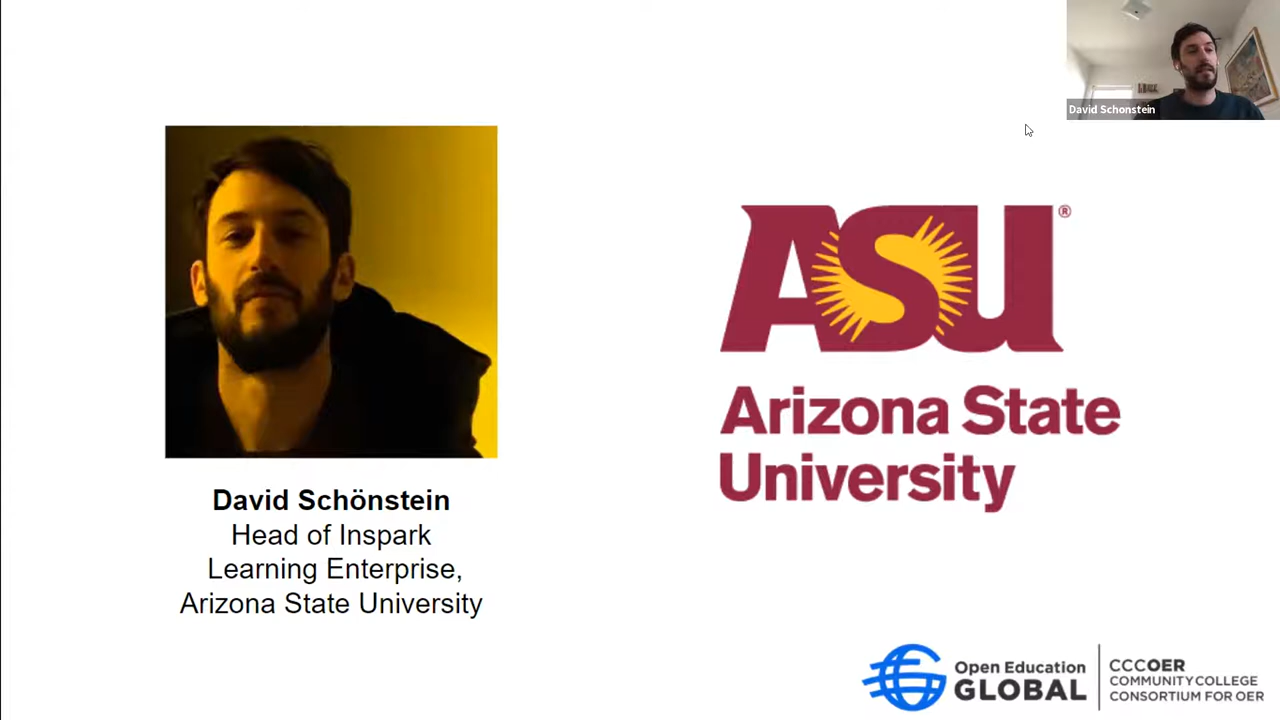 David Schonstein
ASU®
Arizona State
University
David Schönstein
Head of Inspark
Learning Enterprise,
Arizona State University
Open Education
GLOBAL
CCCOER
COMMUNITY COLLEGE
CONSORTIUM FOR OER